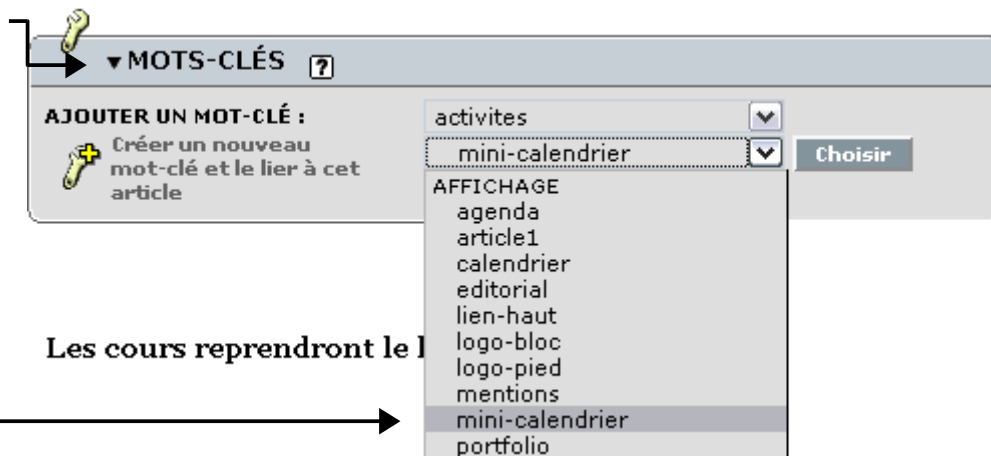 MOTS-CLÉS ?
AJOUTER UN MOT-CLÉ :
activites
Créer un nouveau
mot-clé et le lier à cet
article
mini-calendrier
Choisir
AFFICHAGE
agenda
article1
calendrier
editorial
lien-haut
logo-bloc
logo-pied
mentions
mini-calendrier
portfolio
Les cours reprendront le